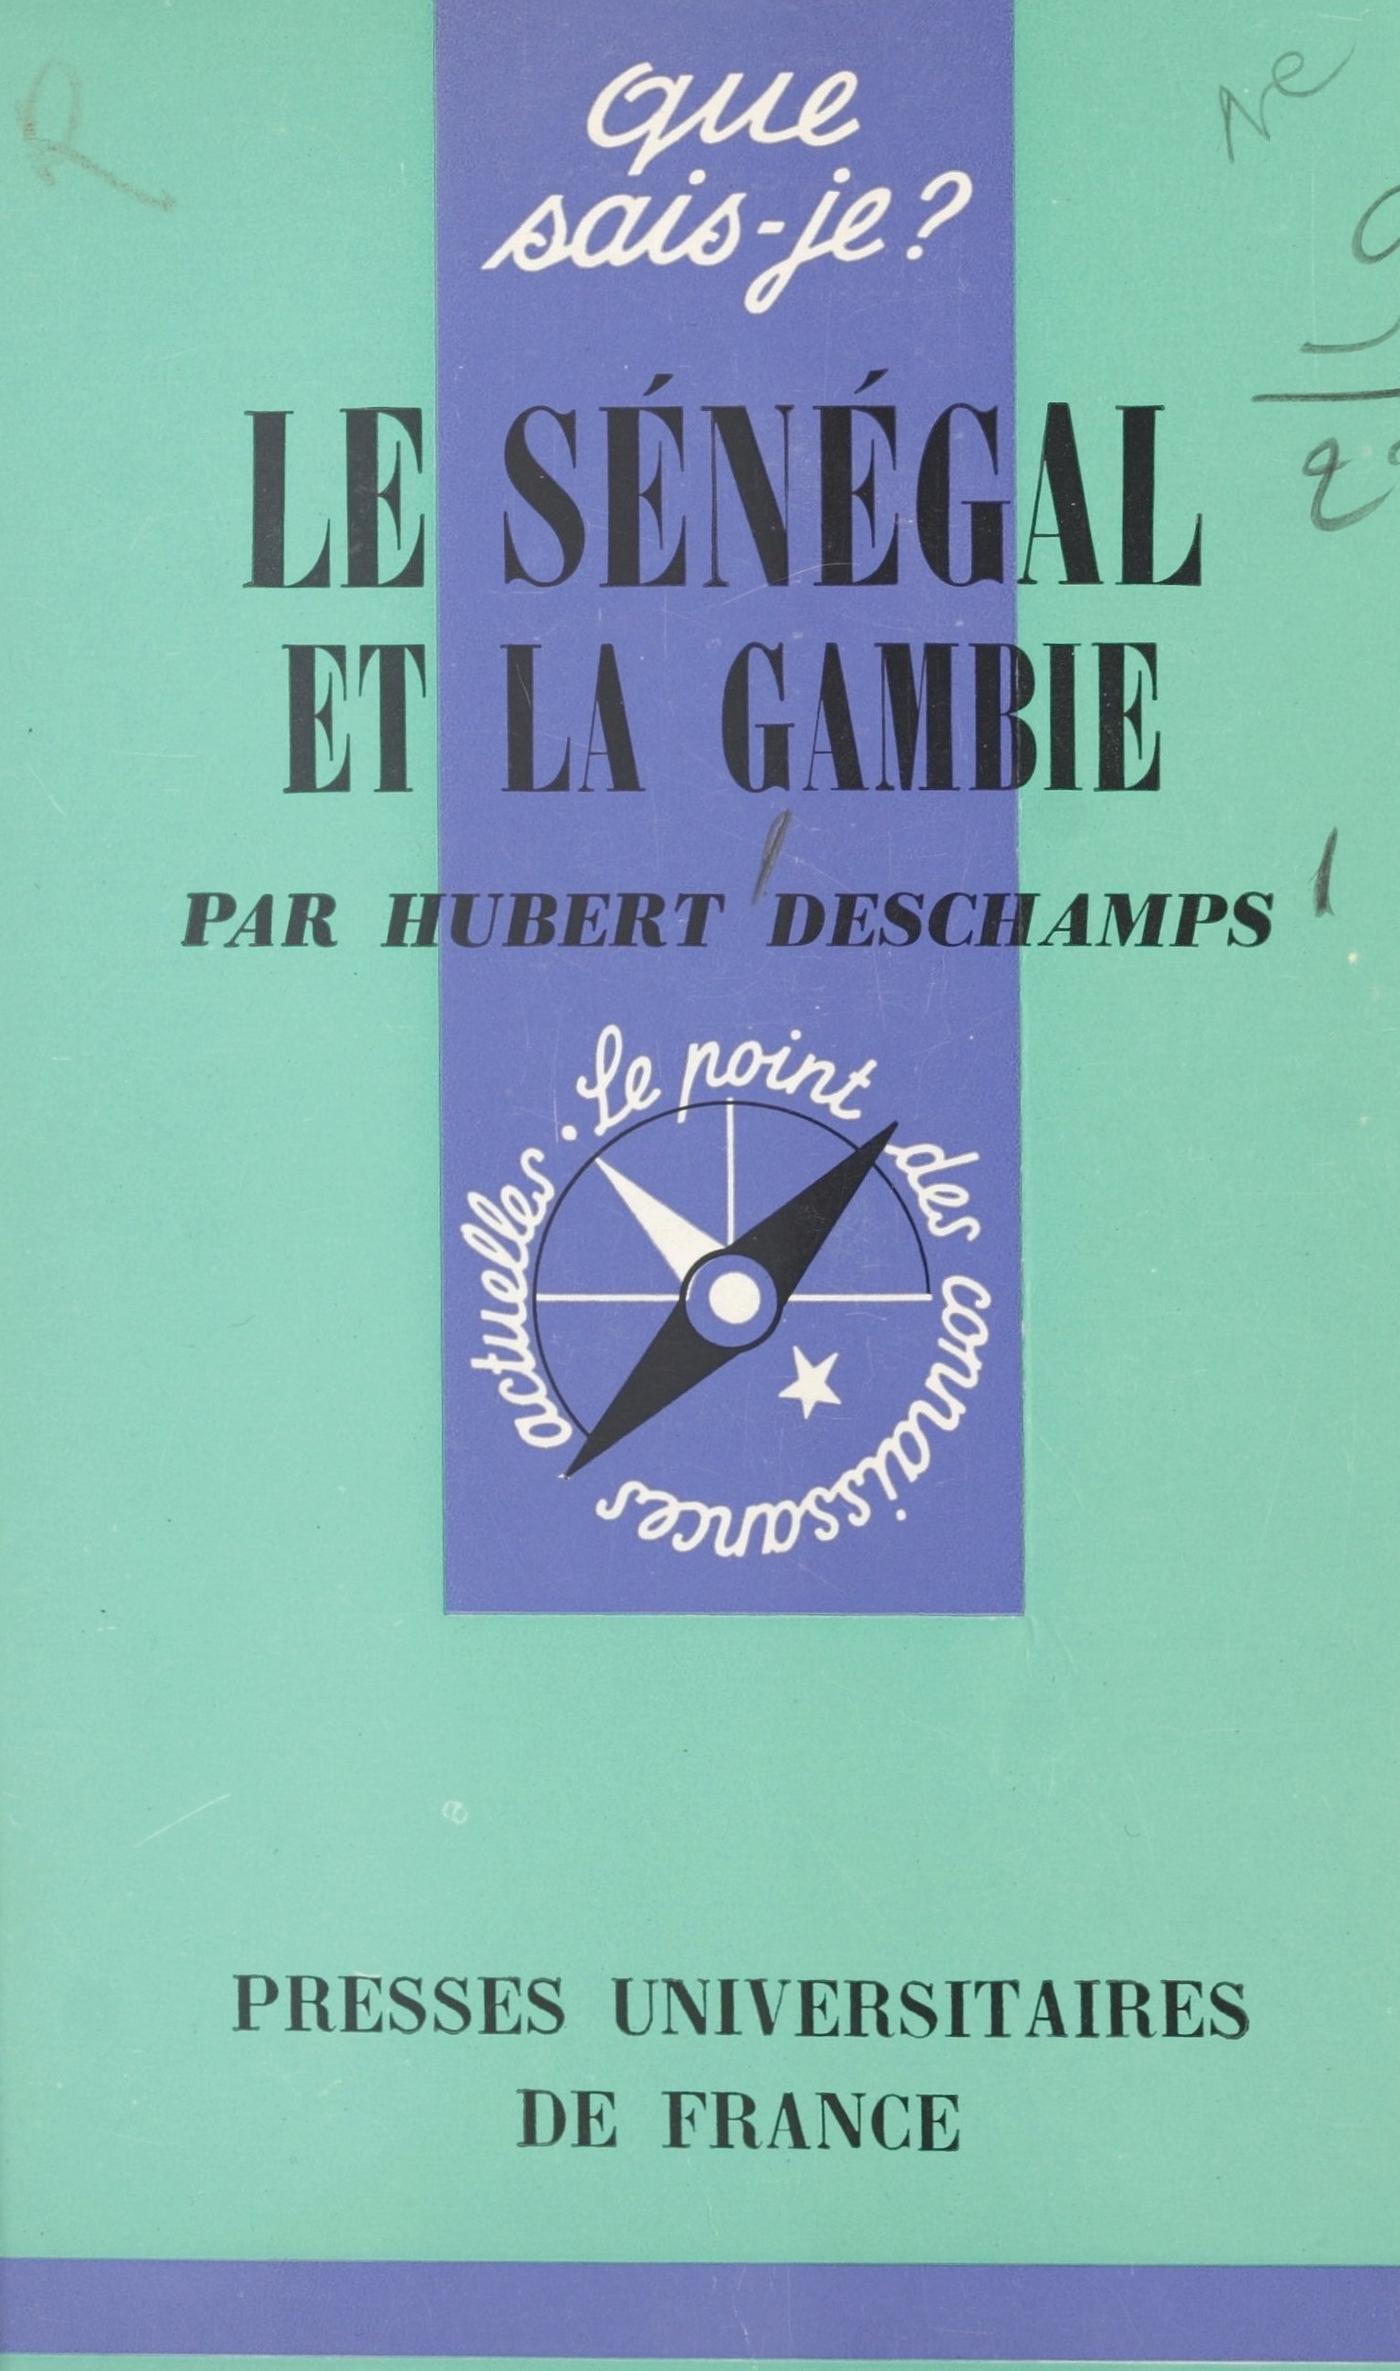 que
sais-je?
LE SÉNÉGAL
ET LA GAMBIE
PAR HUBERT DESCHAMPS
Le point des connaissances actuelles.
PRESSES UNIVERSITAIRES
DE FRANCE